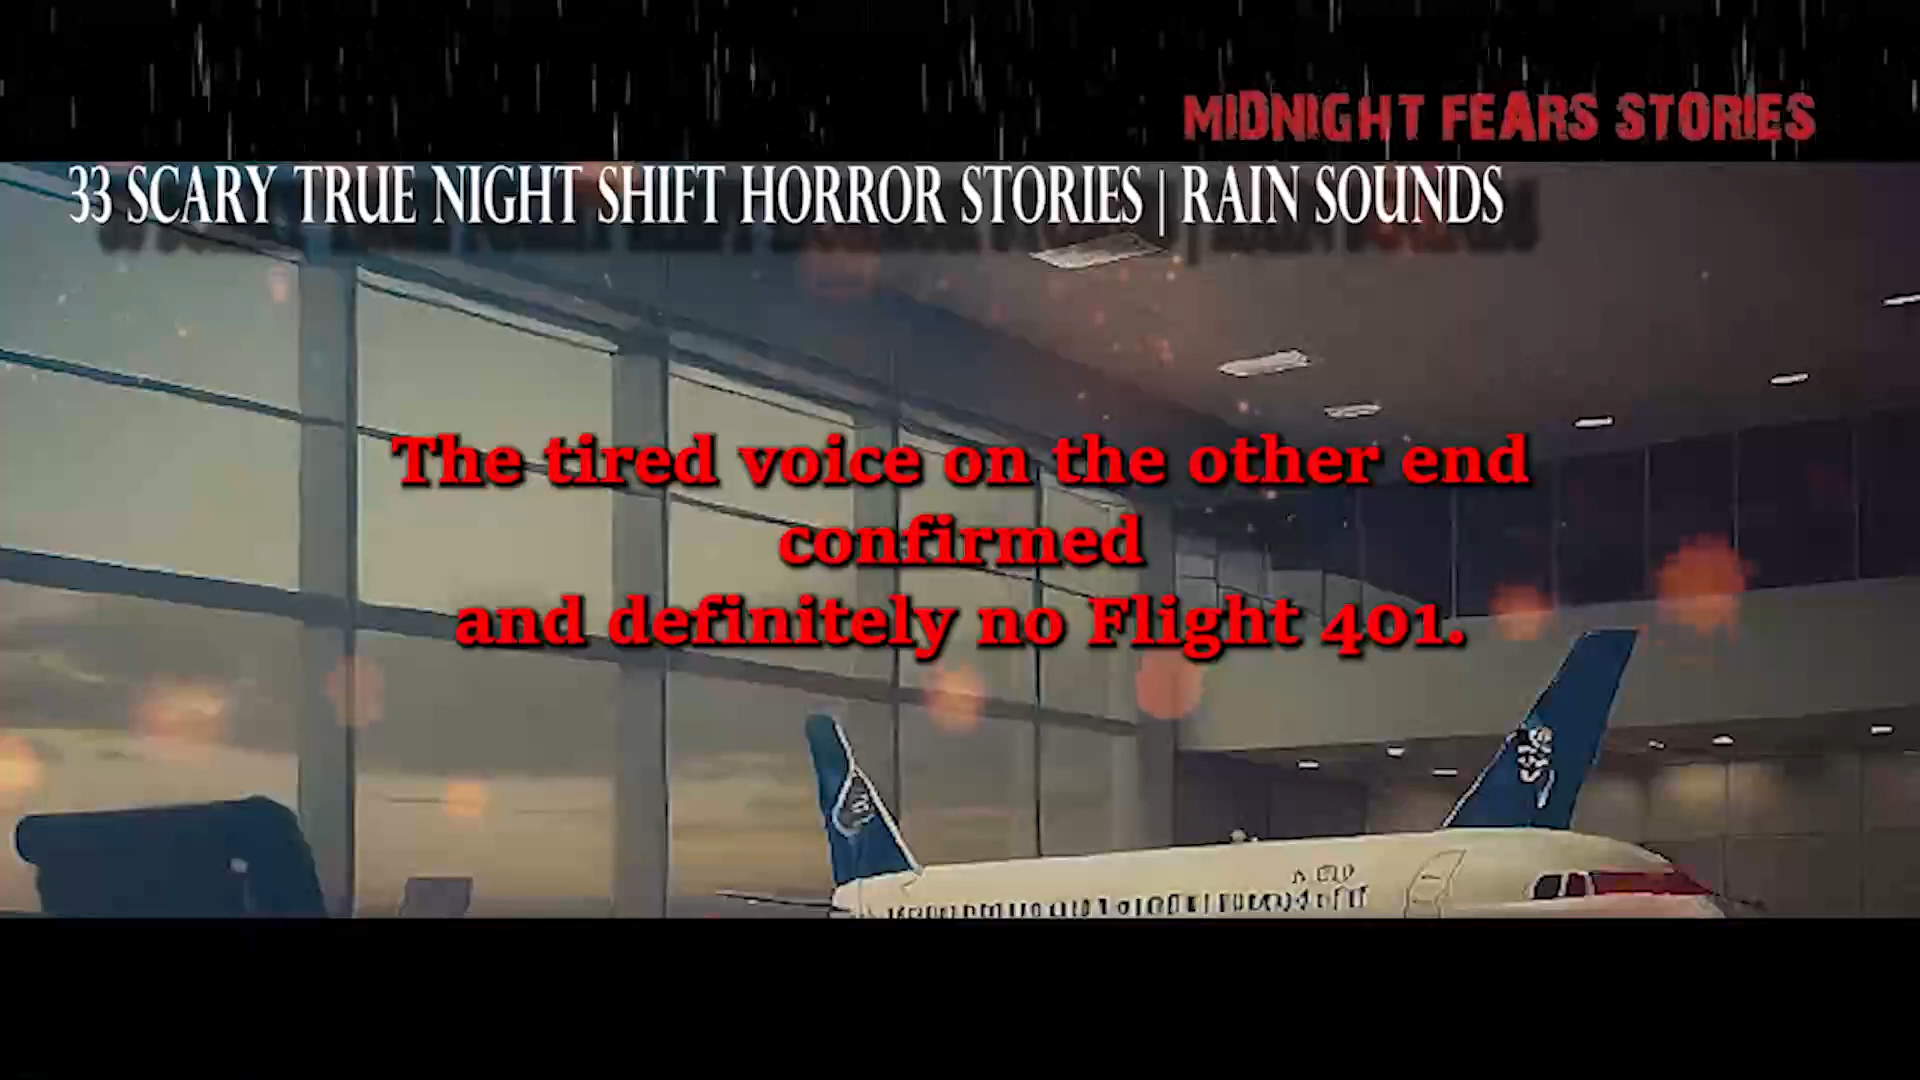 MIDNIGHT FEARS STORIES
33 SCARY TRUE NIGHT SHIFT HORROR STORIES | RAIN SOUNDS
The tired voice on the other end
confirmed
and definitely no Flight 401.